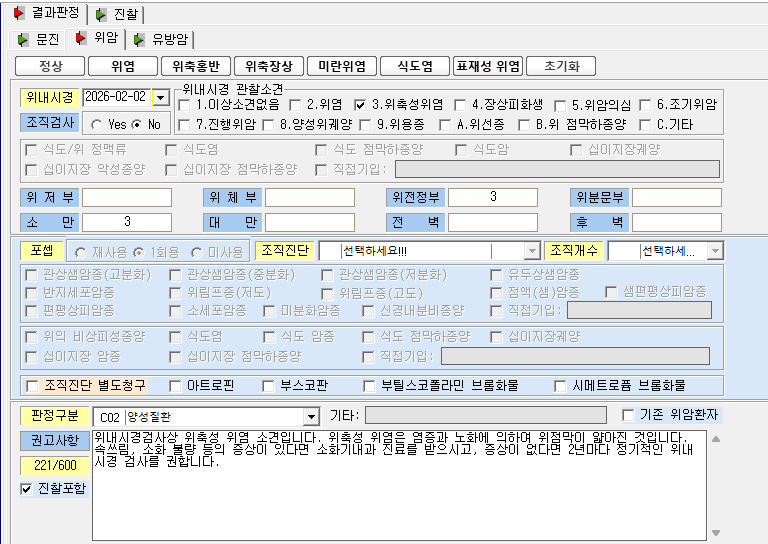 결과판정 진찰
문진 위암 유방암
정상 위염 위축홍반 위축장상 미란위염 식도염 표재성 위염 초기화
위내시경 2026-02-02 위내시경 관찰소견
1.이상소견없음 2.위염 3.위축성위염 4.장상피화생 5.위암의심 6.조기위암
조직검사 Yes No 7.진행위암 8.양성위궤양 9.위용종 A.위선종 B.위 점막하종양 C.기타
식도/위 정맥류 식도염 식도 점막하종양 식도암 십이지장궤양
십이지장 악성종양 십이지장 점막하종양 직접기입:
위 저 부 위 체 부 위전정부 3 위분문부
소 만 3 대 만 전 벽 후 벽
포셉 재사용 1회용 미사용 조직진단 선택하세요!!! 조직개수 선택하세...
관상샘암종(고분화) 관상샘암종(중분화) 관상샘암종(저분화) 유두상샘암종
반지세포암종 위림프종(저도) 위림프종(고도) 점액(샘)암종 샘편평상피암종
편평상피암종 소세포암종 미분화암종 신경내분비종양 직접기입:
위의 비상피성종양 식도염 식도 암종 식도 점막하종양 십이지장궤양
십이지장 암종 십이지장 점막하종양 직접기입:
조직진단 별도청구 아트로핀 부스코판 부틸스코폴라민 브롬화물 시메트로퓸 브롬화물
판정구분 C02 양성질환 기타: 기존 위암환자
권고사항 위내시경검사상 위축성 위염 소견입니다. 위축성 위염은 염증과 노화에 의하여 위점막이 얇아진 것입니다.
속쓰림, 소화 불량 등의 증상이 있다면 소화기내과 진료를 받으시고, 증상이 없다면 2년마다 정기적인 위내
시경 검사를 권합니다.
221/600
진찰포함